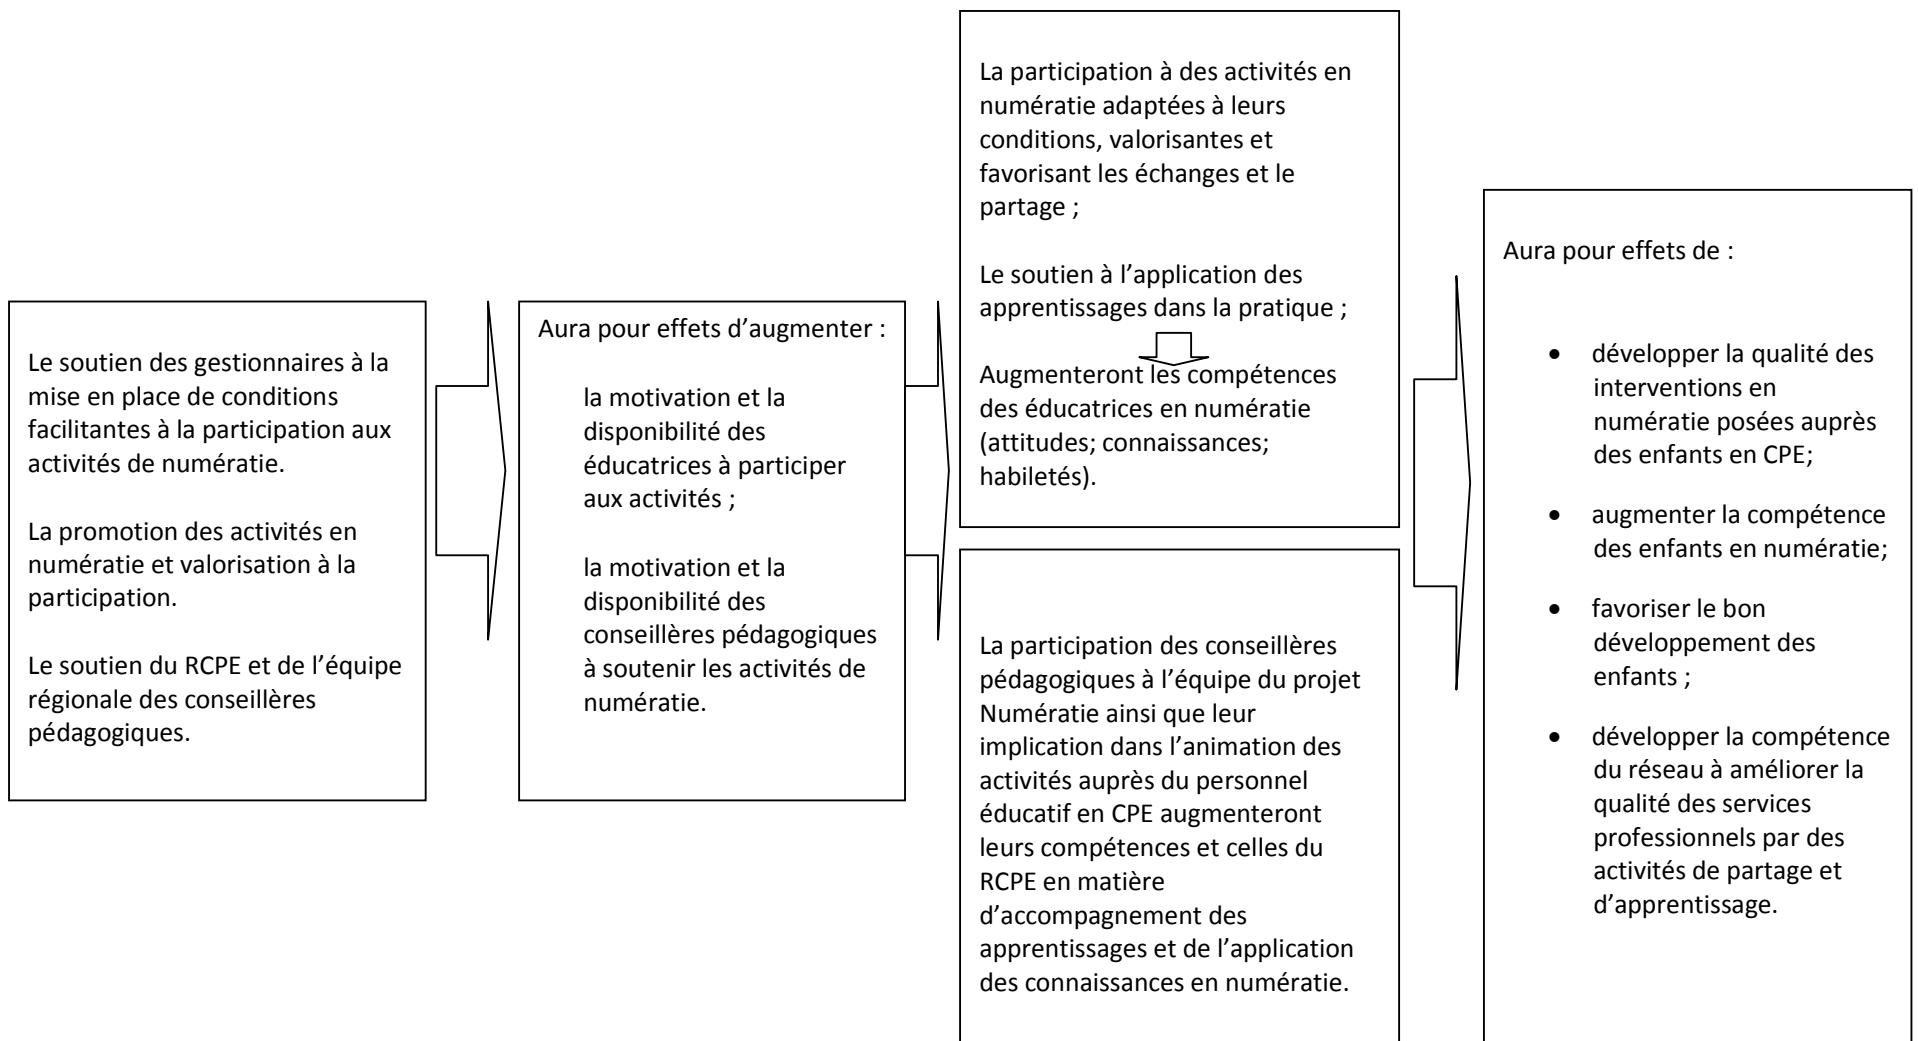 Le soutien des gestionnaires à la
mise en place de conditions
facilitantes à la participation aux
activités de numératie.
La promotion des activités en
numératie et valorisation à la
participation.
Le soutien du RCPE et de l’équipe
régionale des conseillères
pédagogiques.
Aura pour effets d’augmenter :
la motivation et la
disponibilité des
éducatrices à participer
aux activités ;
la motivation et la
disponibilité des
conseillères pédagogiques
à soutenir les activités de
numératie.
La participation à des activités en
numératie adaptées à leurs
conditions, valorisantes et
favorisant les échanges et le
partage ;
Le soutien à l’application des
apprentissages dans la pratique ;
Augmenteront les compétences
des éducatrices en numératie
(attitudes; connaissances;
habiletés).
La participation des conseillères
pédagogiques à l’équipe du projet
Numératie ainsi que leur
implication dans l’animation des
activités auprès du personnel
éducatif en CPE augmenteront
leurs compétences et celles du
RCPE en matière
d’accompagnement des
apprentissages et de l’application
des connaissances en numératie.
Aura pour effets de :
• développer la qualité des
interventions en
numératie posées auprès
des enfants en CPE;
• augmenter la compétence
des enfants en numératie;
• favoriser le bon
développement des
enfants ;
• développer la compétence
du réseau à améliorer la
qualité des services
professionnels par des
activités de partage et
d’apprentissage.